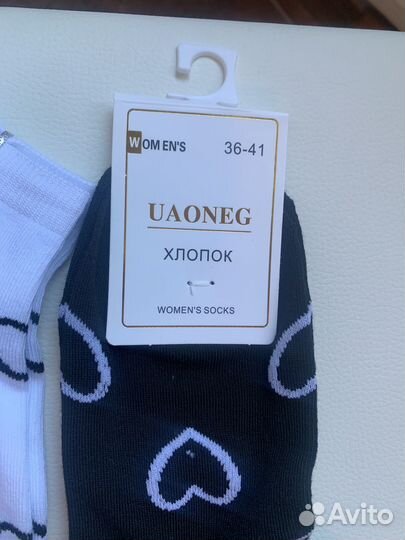 WOMEN'S 36-41
UAONEG
ХЛОПОК
WOMEN'S SOCKS
Avito